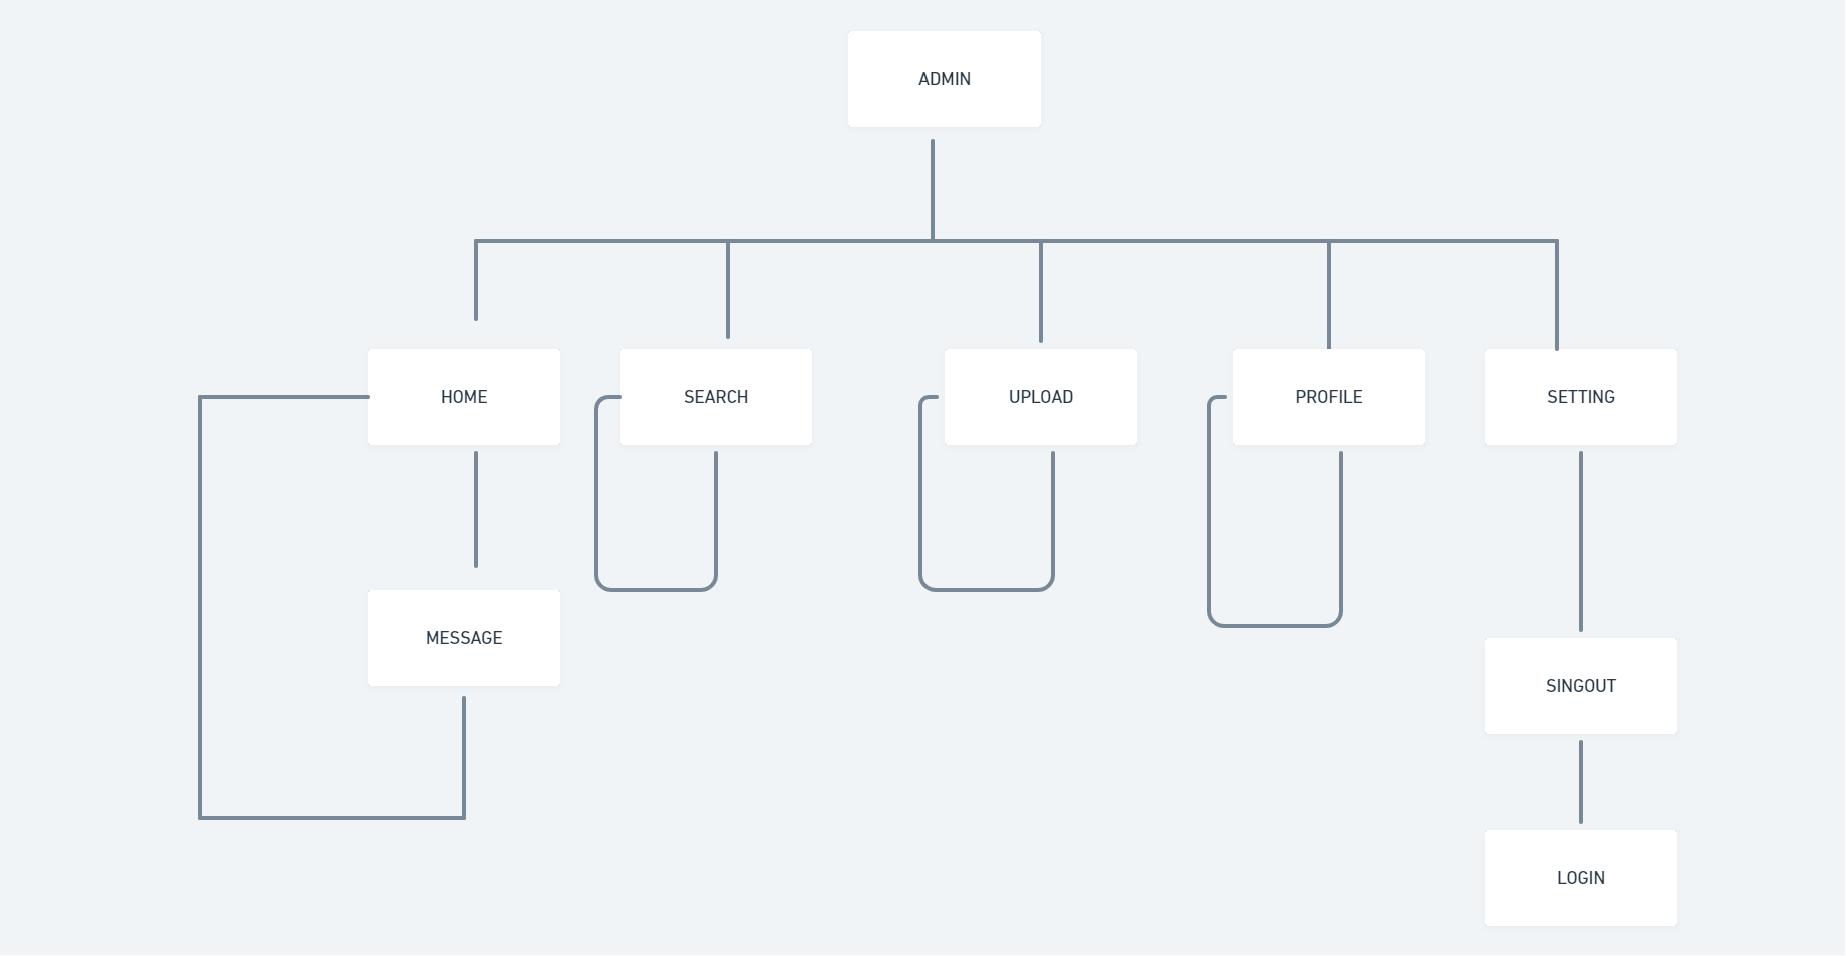 ADMIN
HOME
SEARCH
UPLOAD
PROFILE
SETTING
MESSAGE
SINGOUT
LOGIN